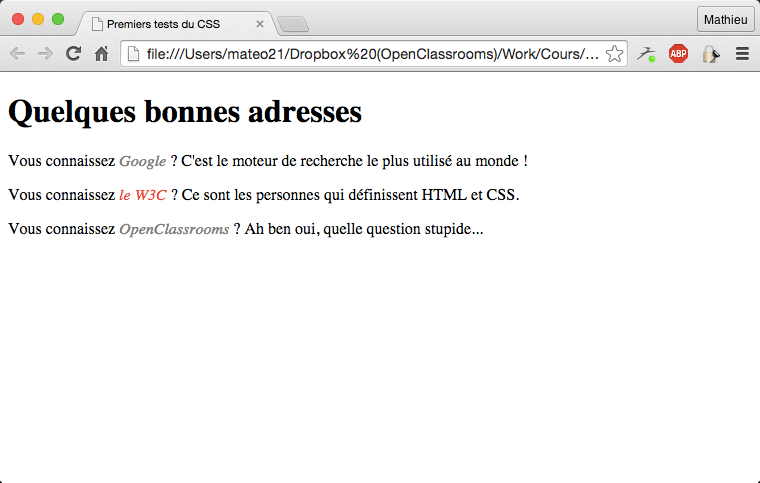 Premiers tests du CSS
Mathieu
file:///Users/mateo21/Dropbox%20(OpenClassrooms)/Work/Cours/...
ABP
Quelques bonnes adresses
Vous connaissez Google ? C'est le moteur de recherche le plus utilisé au monde !
Vous connaissez le W3C ? Ce sont les personnes qui définissent HTML et CSS.
Vous connaissez OpenClassrooms ? Ah ben oui, quelle question stupide...